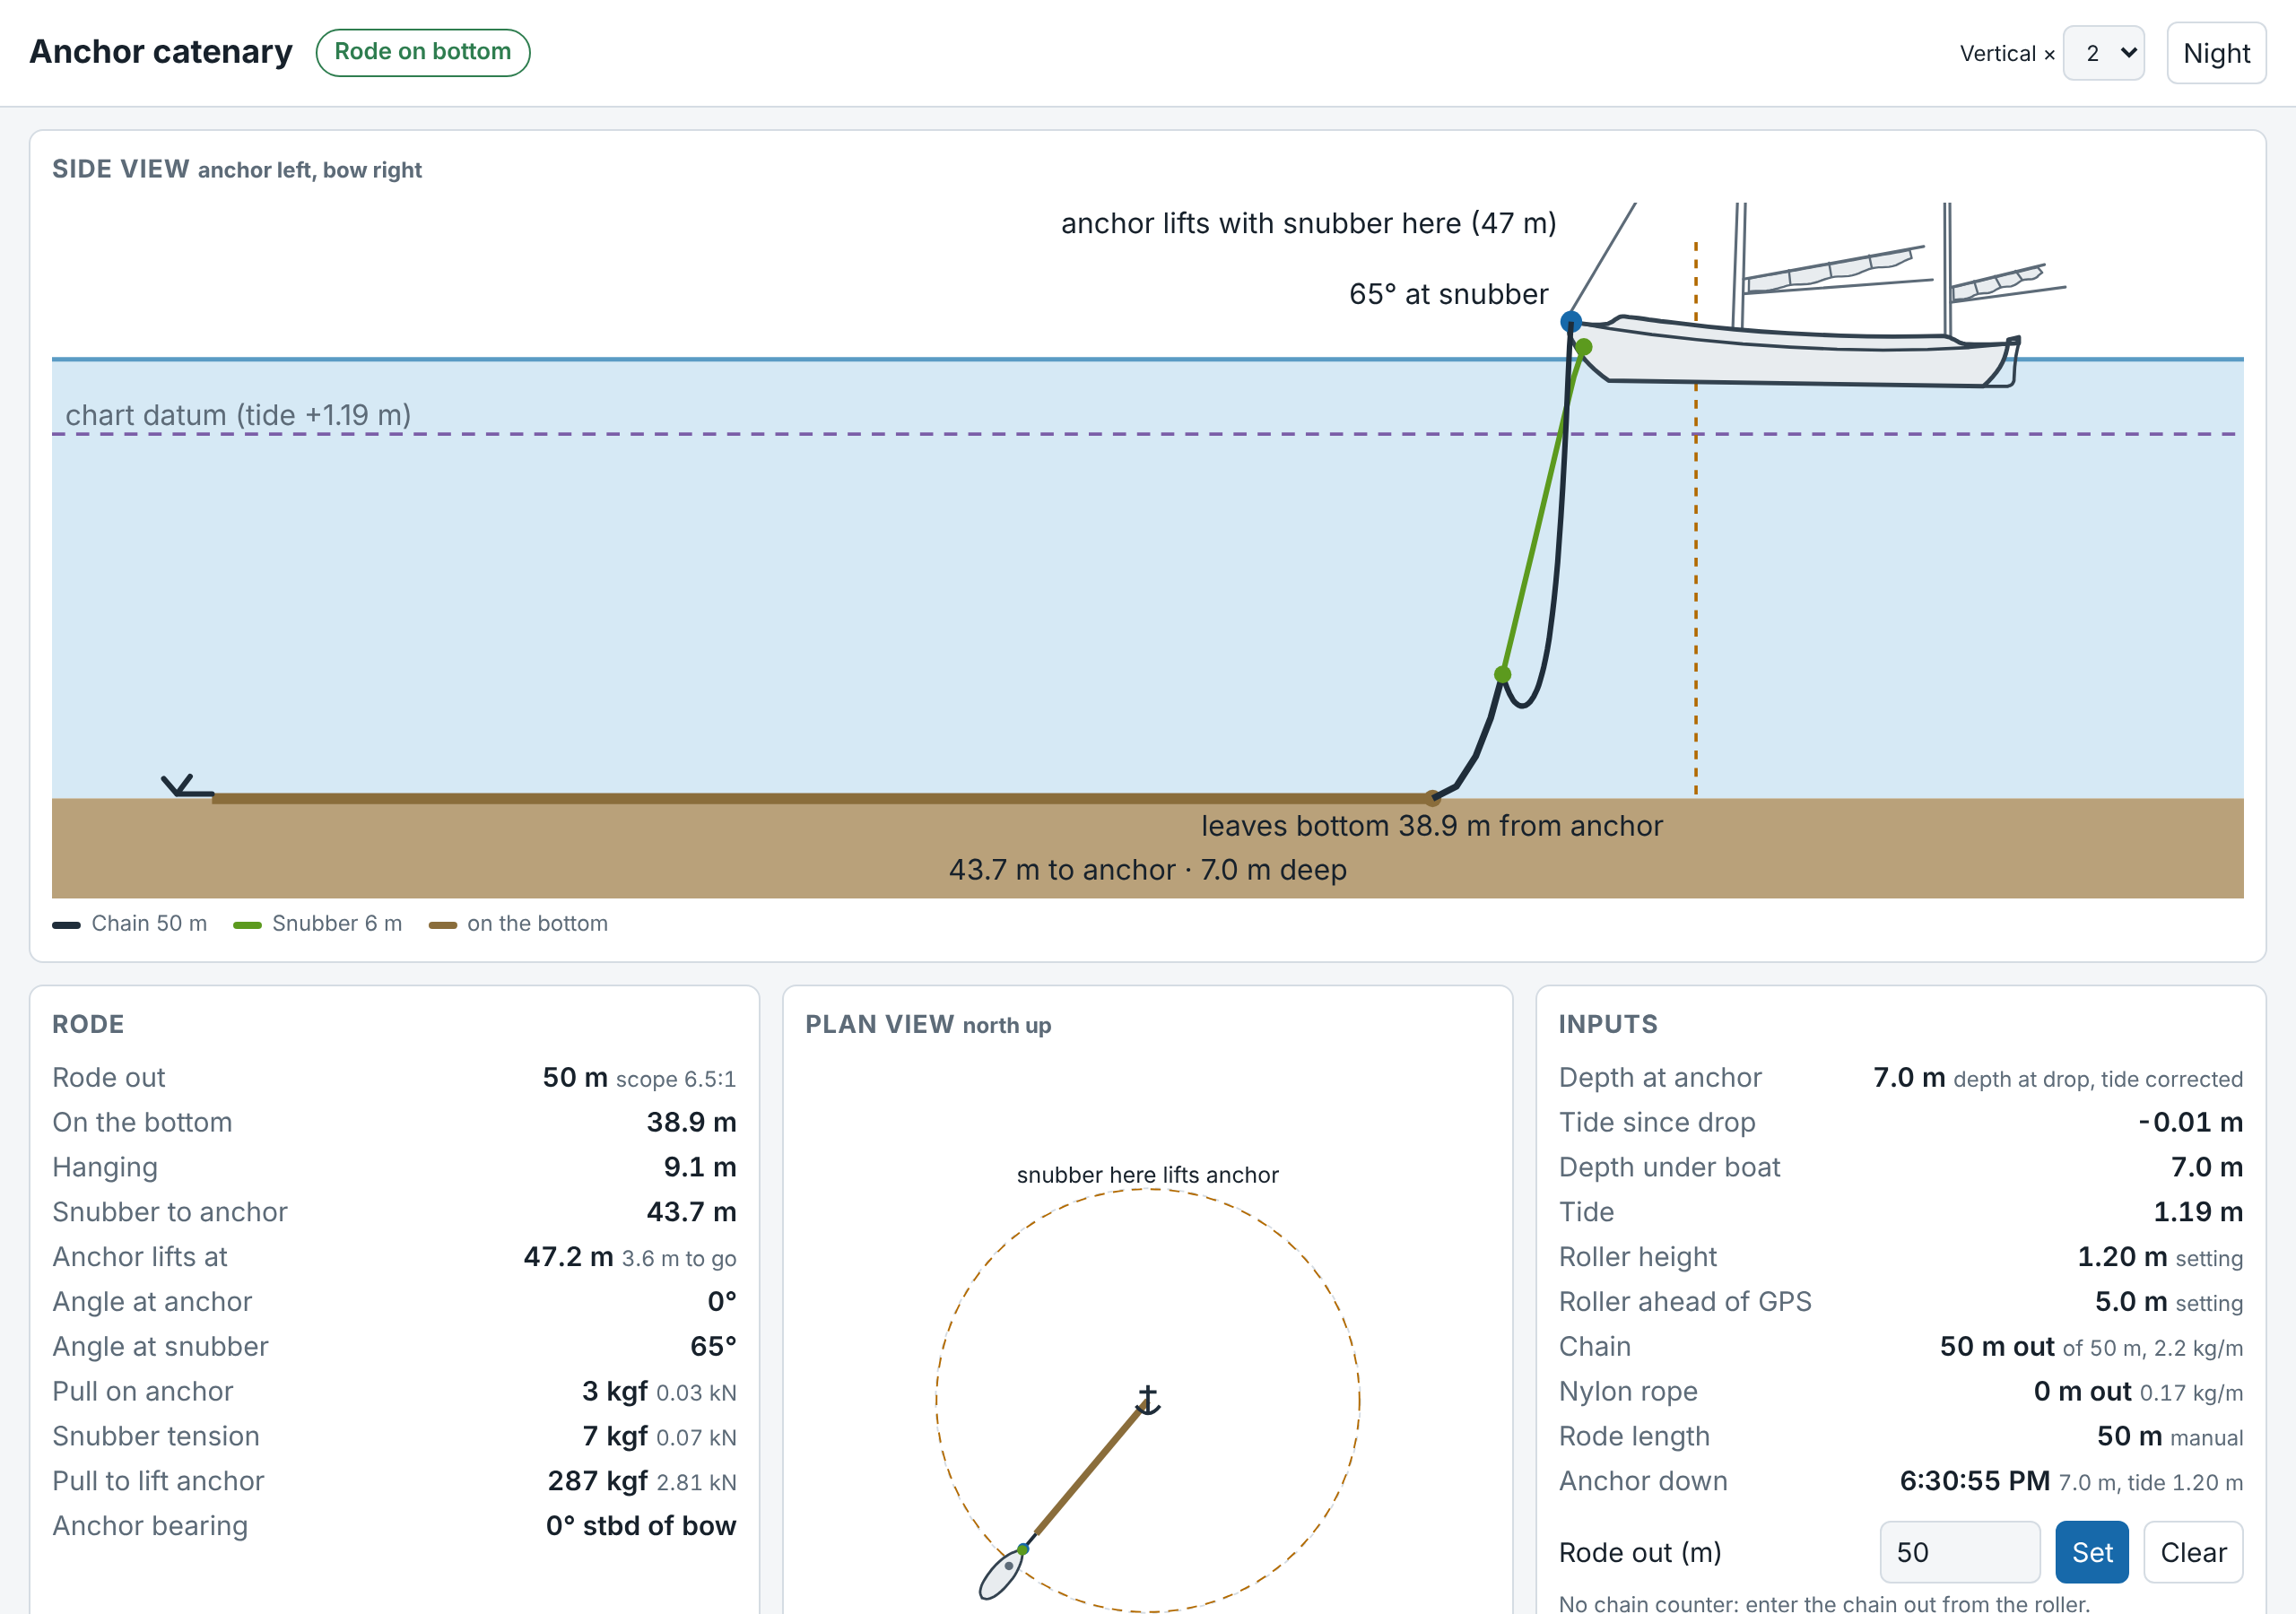 Anchor catenary
Rode on bottom
Vertical × 2
Night
SIDE VIEW anchor left, bow right
anchor lifts with snubber here (47 m)
65° at snubber
chart datum (tide +1.19 m)
leaves bottom 38.9 m from anchor
43.7 m to anchor · 7.0 m deep
Chain 50 m
Snubber 6 m
on the bottom
RODE
Rode out 50 m scope 6.5:1
On the bottom 38.9 m
Hanging 9.1 m
Snubber to anchor 43.7 m
Anchor lifts at 47.2 m 3.6 m to go
Angle at anchor 0°
Angle at snubber 65°
Pull on anchor 3 kgf 0.03 kN
Snubber tension 7 kgf 0.07 kN
Pull to lift anchor 287 kgf 2.81 kN
Anchor bearing 0° stbd of bow
PLAN VIEW north up
snubber here lifts anchor
INPUTS
Depth at anchor 7.0 m depth at drop, tide corrected
Tide since drop -0.01 m
Depth under boat 7.0 m
Tide 1.19 m
Roller height 1.20 m setting
Roller ahead of GPS 5.0 m setting
Chain 50 m out of 50 m, 2.2 kg/m
Nylon rope 0 m out 0.17 kg/m
Rode length 50 m manual
Anchor down 6:30:55 PM 7.0 m, tide 1.20 m
Rode out (m) 50 Set Clear
No chain counter: enter the chain out from the roller.